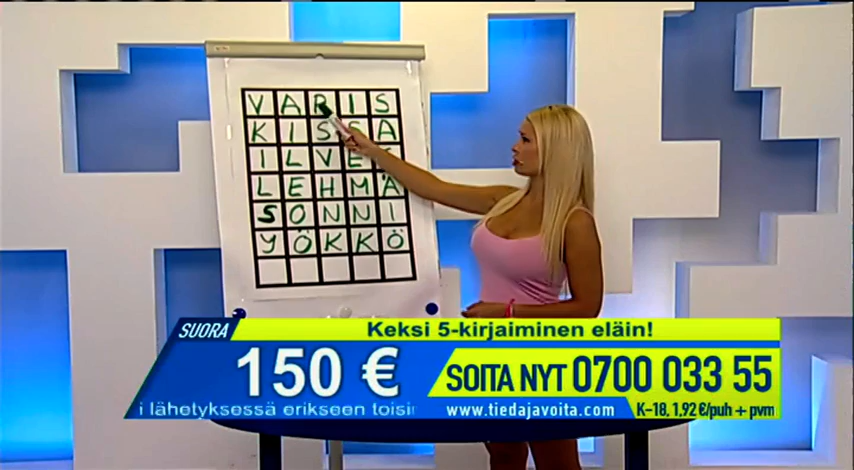 VARIS
KISSA
ILVES
LEHMÄ
SONNI
YÖKKÖ
SUORA
Keksi 5-kirjaiminen eläin!
150 €
SOITA NYT 0700 033 55
i lähetyksessä erikseen toisin
www.tiedajavoita.com
K-18, 1,92 €/puh + pvm